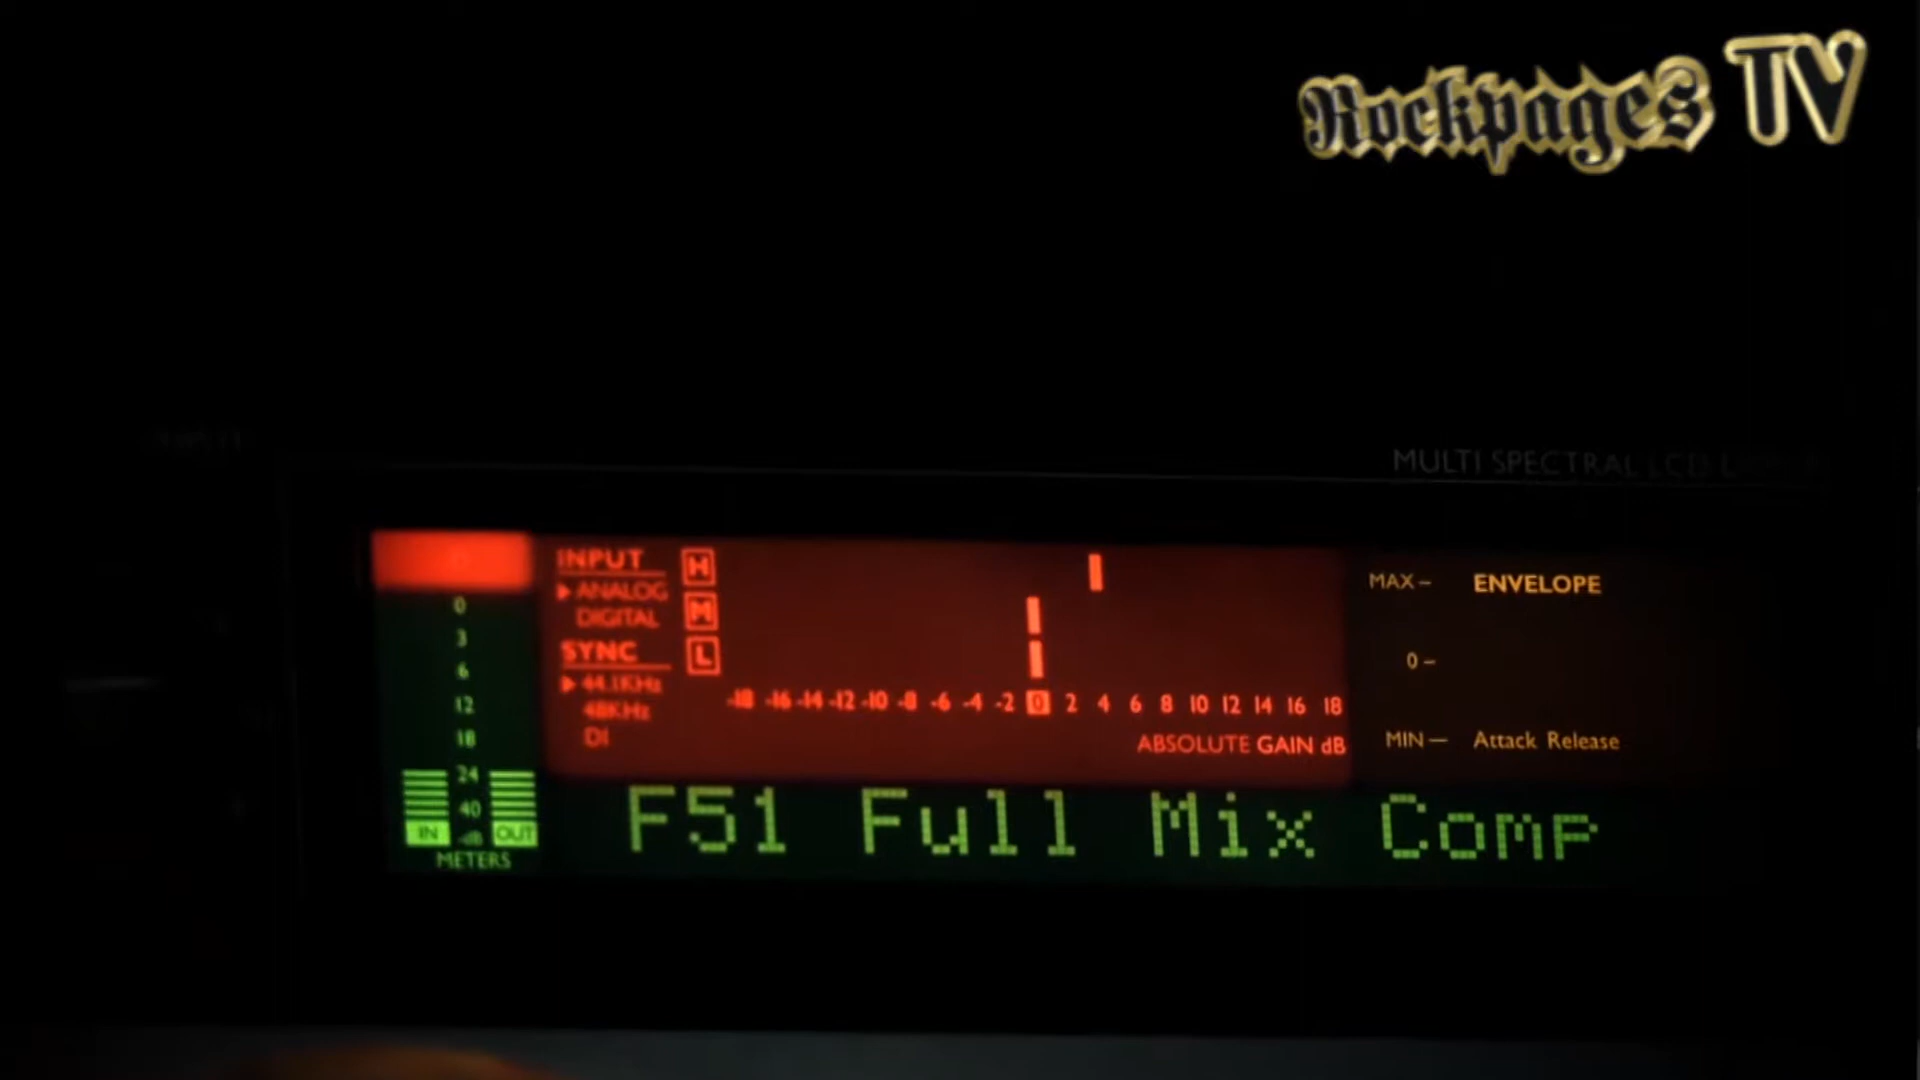 Rockpages TV
MULTI SPECTRAL LCD
INPUT H
ANALOG
DIGITAL M
SYNC L
44.1KHz
48KHz
DI
-18 -16 -14 -12 -10 -8 -6 -4 -2 0 2 4 6 8 10 12 14 16 18
ABSOLUTE GAIN dB
MAX – ENVELOPE
0 –
MIN — Attack Release
0
3
6
12
18
24
40
IN dB OUT
METERS
F51 Full Mix Comp